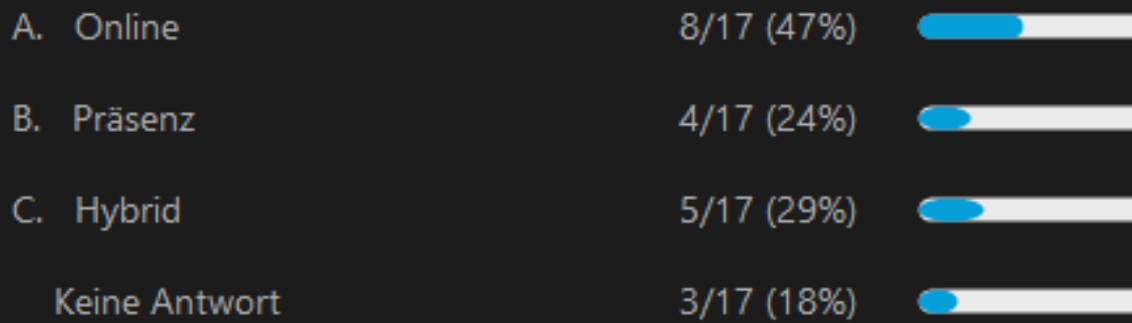 A. Online 8/17 (47%)
B. Präsenz 4/17 (24%)
C. Hybrid 5/17 (29%)
Keine Antwort 3/17 (18%)